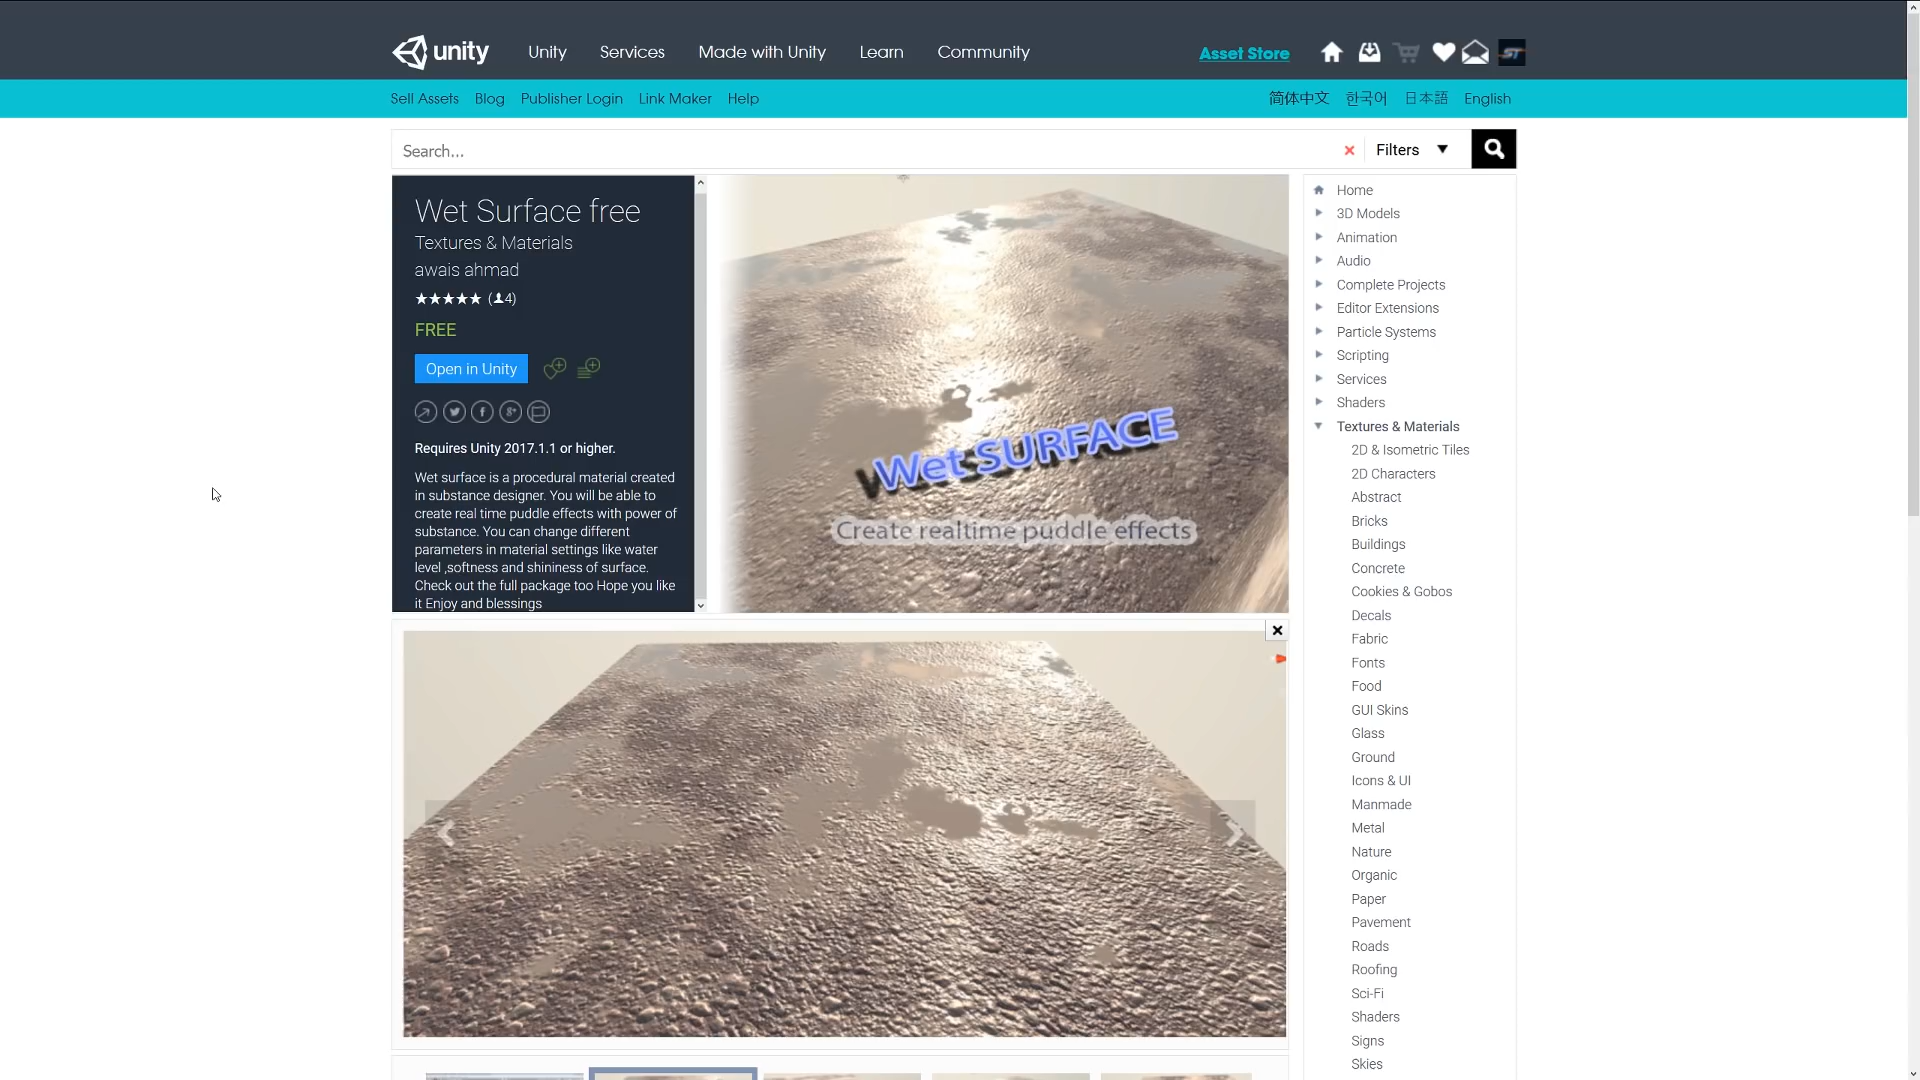 unity
Unity Services Made with Unity Learn Community Asset Store ST
Sell Assets Blog Publisher Login Link Maker Help 简体中文 한국어 日本語 English
Search... Filters
Wet Surface free
Textures & Materials
awais ahmad
★★★★★ (4)
FREE
Open in Unity
Requires Unity 2017.1.1 or higher.
Wet surface is a procedural material created
in substance designer. You will be able to
create real time puddle effects with power of
substance. You can change different
parameters in material settings like water
level ,softness and shininess of surface.
Check out the full package too Hope you like
it Enjoy and blessings
Wet SURFACE
Create realtime puddle effects
Home
3D Models
Animation
Audio
Complete Projects
Editor Extensions
Particle Systems
Scripting
Services
Shaders
Textures & Materials
2D & Isometric Tiles
2D Characters
Abstract
Bricks
Buildings
Concrete
Cookies & Gobos
Decals
Fabric
Fonts
Food
GUI Skins
Glass
Ground
Icons & UI
Manmade
Metal
Nature
Organic
Paper
Pavement
Roads
Roofing
Sci-Fi
Shaders
Signs
Skies